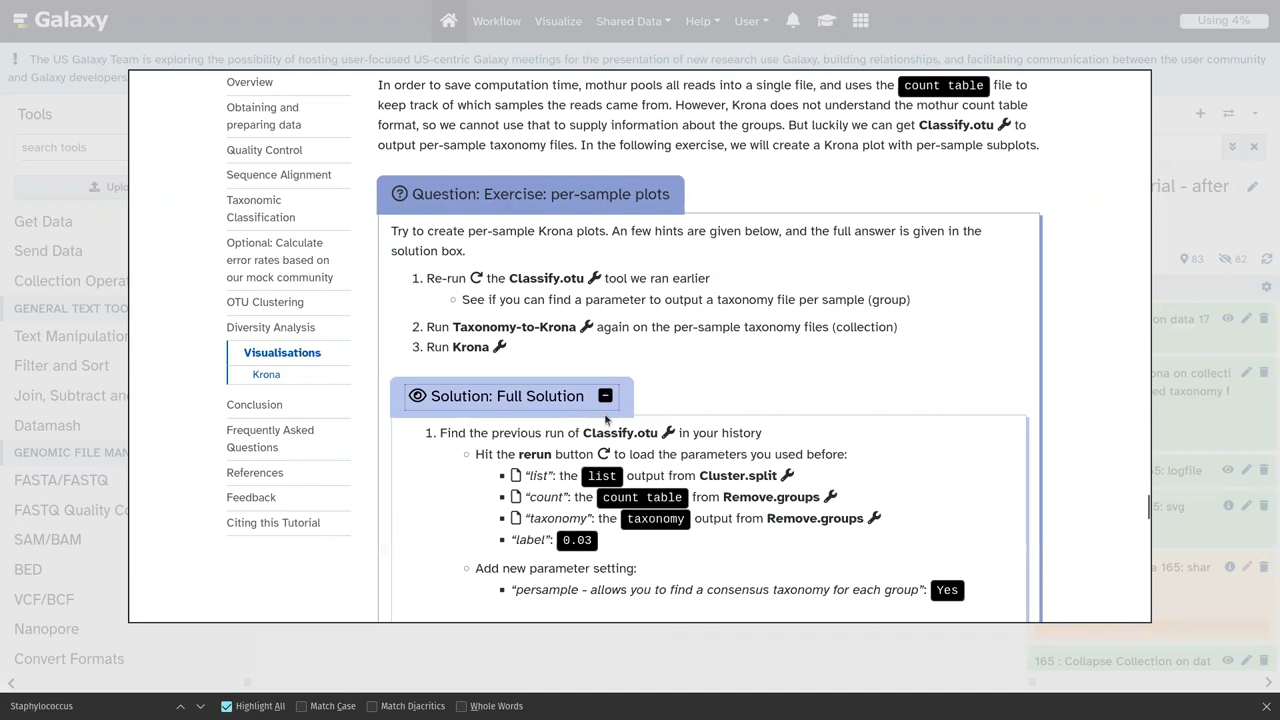 Galaxy
Workflow
Visualize
Shared Data
Help
User
Using 4%
The US Galaxy Team is exploring the possibility of hosting user-focused US-centric Galaxy meetings for the presentation of new research use Galaxy, building relationships, and facilitating communication between the user community
and Galaxy developers
Tools
search tools
Uplo
Get Data
Send Data
Collection Opera
GENERAL TEXT TOO
Text Manipulation
Filter and Sort
Join, Subtract an
Datamash
GENOMIC FILE MAN
FASTA/FASTQ
FASTQ Quality Co
SAM/BAM
BED
VCF/BCF
Nanopore
Convert Formats
Overview
Obtaining and
preparing data
Quality Control
Sequence Alignment
Taxonomic
Classification
Optional: Calculate
error rates based on
our mock community
OTU Clustering
Diversity Analysis
Visualisations
Krona
Conclusion
Frequently Asked
Questions
References
Feedback
Citing this Tutorial
In order to save computation time, mothur pools all reads into a single file, and uses the count table file to
keep track of which samples the reads came from. However, Krona does not understand the mothur count table
format, so we cannot use that to supply information about the groups. But luckily we can get Classify.otu to
output per-sample taxonomy files. In the following exercise, we will create a Krona plot with per-sample subplots.
Question: Exercise: per-sample plots
Try to create per-sample Krona plots. An few hints are given below, and the full answer is given in the
solution box.
1. Re-run the Classify.otu tool we ran earlier
See if you can find a parameter to output a taxonomy file per sample (group)
2. Run Taxonomy-to-Krona again on the per-sample taxonomy files (collection)
3. Run Krona
Solution: Full Solution
1. Find the previous run of Classify.otu in your history
Hit the rerun button to load the parameters you used before:
“list”: the list output from Cluster.split
“count”: the count table from Remove.groups
“taxonomy”: the taxonomy output from Remove.groups
“label”: 0.03
Add new parameter setting:
“persample - allows you to find a consensus taxonomy for each group”: Yes
rial - after
83
82
on data 17
na on collecti
ed taxonomy f
65: logfile
65: svg
a 165: shar
165 : Collapse Collection on dat
Staphylococcus
Highlight All
Match Case
Match Diacritics
Whole Words